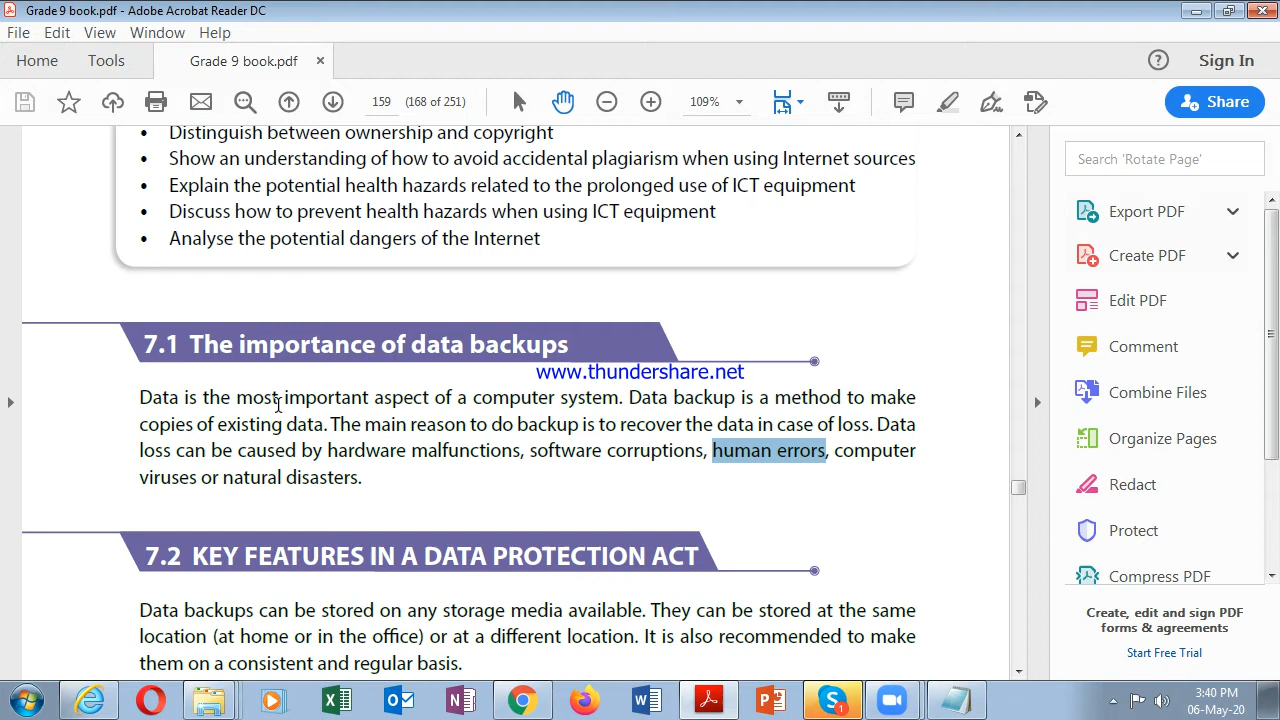 Grade 9 book.pdf - Adobe Acrobat Reader DC
File Edit View Window Help
Home Tools Grade 9 book.pdf × ? Sign In
159 (168 of 251) 109% Share
• Distinguish between ownership and copyright
• Show an understanding of how to avoid accidental plagiarism when using Internet sources
• Explain the potential health hazards related to the prolonged use of ICT equipment
• Discuss how to prevent health hazards when using ICT equipment
• Analyse the potential dangers of the Internet
7.1 The importance of data backups
www.thundershare.net
Data is the most important aspect of a computer system. Data backup is a method to make
copies of existing data. The main reason to do backup is to recover the data in case of loss. Data
loss can be caused by hardware malfunctions, software corruptions, human errors, computer
viruses or natural disasters.
7.2 KEY FEATURES IN A DATA PROTECTION ACT
Data backups can be stored on any storage media available. They can be stored at the same
location (at home or in the office) or at a different location. It is also recommended to make
them on a consistent and regular basis.
Search 'Rotate Page'
Export PDF
Create PDF
Edit PDF
Comment
Combine Files
Organize Pages
Redact
Protect
Compress PDF
Create, edit and sign PDF
forms & agreements
Start Free Trial
3:40 PM
06-May-20